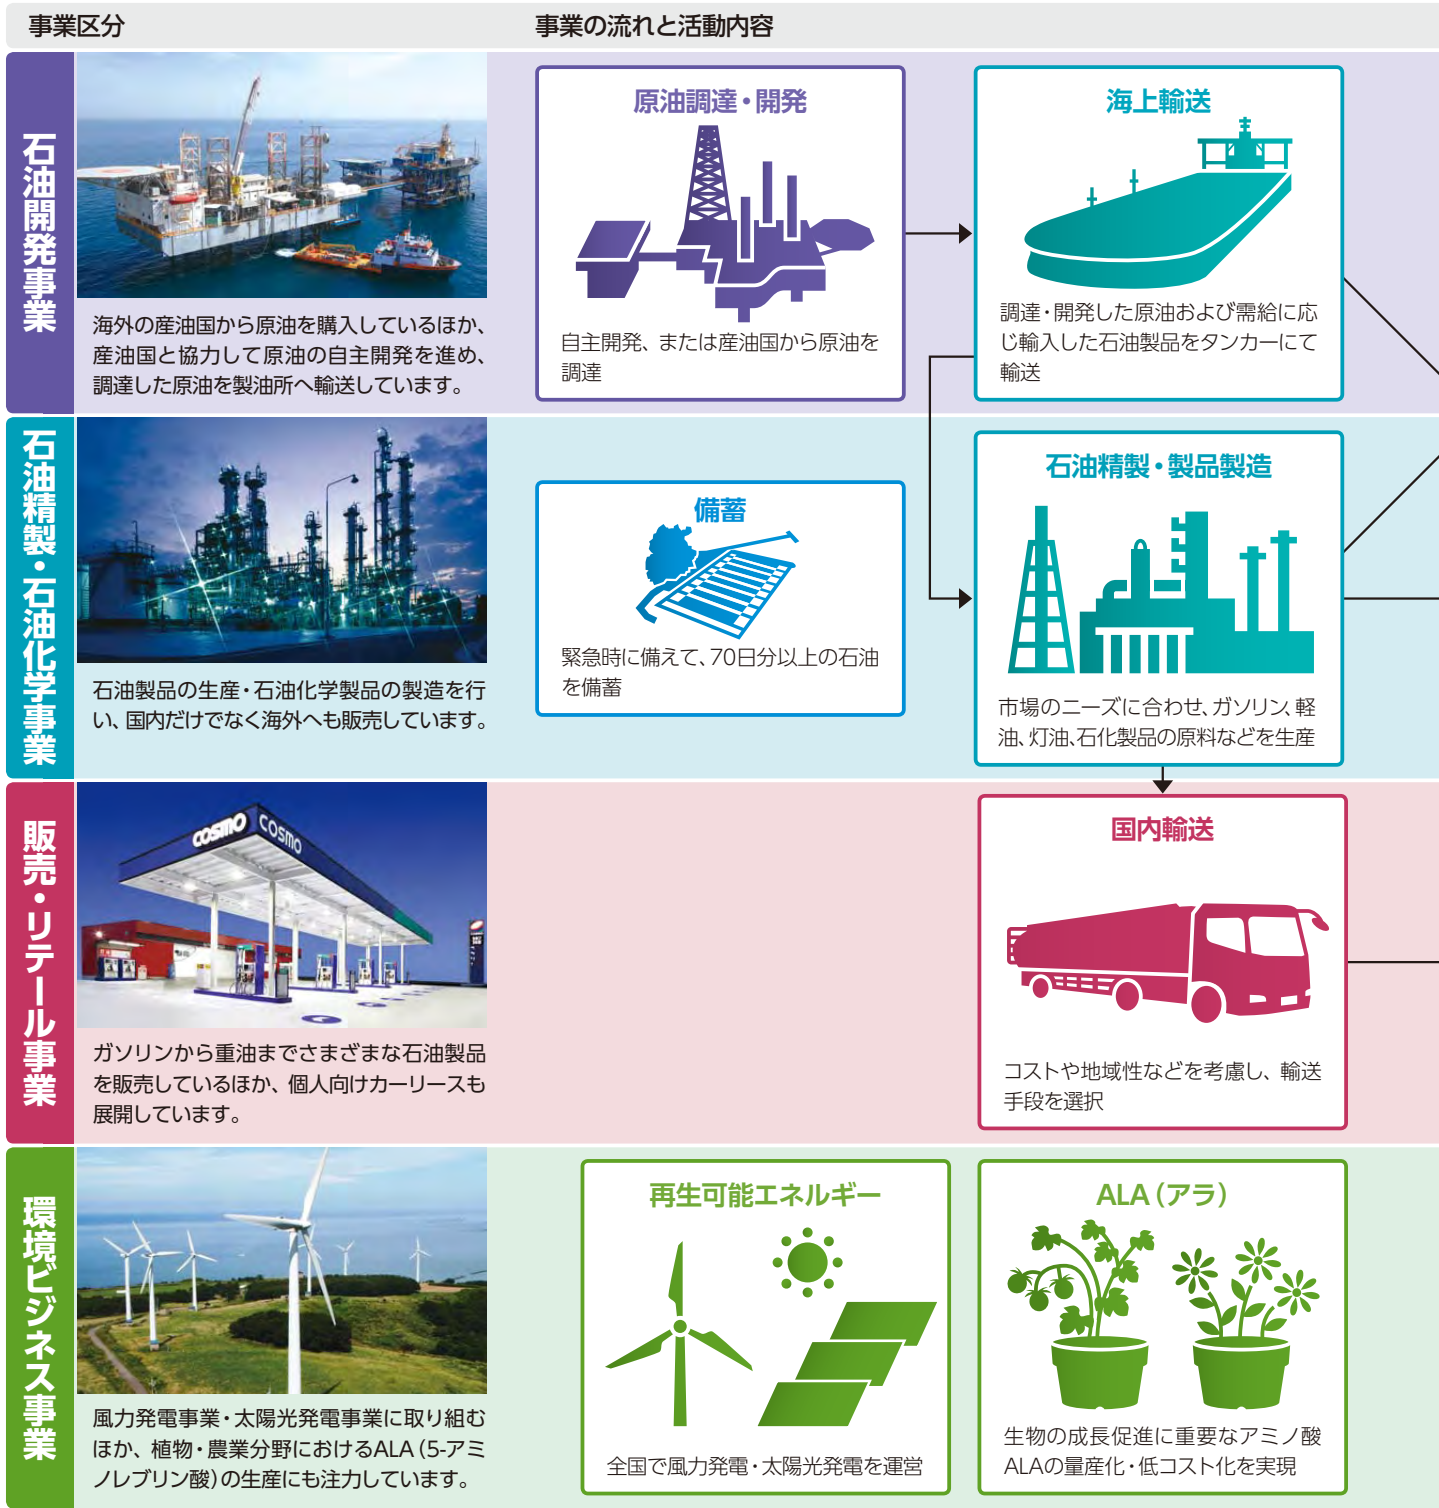 事業区分
事業の流れと活動内容
石油開発事業
海外の産油国から原油を購入しているほか、
産油国と協力して原油の自主開発を進め、
調達した原油を製油所へ輸送しています。
原油調達・開発
自主開発、または産油国から原油を
調達
海上輸送
調達・開発した原油および需給に応
じ輸入した石油製品をタンカーにて
輸送
石油精製・石油化学事業
石油製品の生産・石油化学製品の製造を行
い、国内だけでなく海外へも販売しています。
備蓄
緊急時に備えて、70日分以上の石油
を備蓄
石油精製・製品製造
市場のニーズに合わせ、ガソリン、軽
油、灯油、石化製品の原料などを生産
販売・リテール事業
COSMO COSMO
ガソリンから重油までさまざまな石油製品
を販売しているほか、個人向けカーリースも
展開しています。
国内輸送
コストや地域性などを考慮し、輸送
手段を選択
環境ビジネス事業
風力発電事業・太陽光発電事業に取り組む
ほか、植物・農業分野におけるALA（5-アミ
ノレブリン酸）の生産にも注力しています。
再生可能エネルギー
全国で風力発電・太陽光発電を運営
ALA（アラ）
生物の成長促進に重要なアミノ酸
ALAの量産化・低コスト化を実現